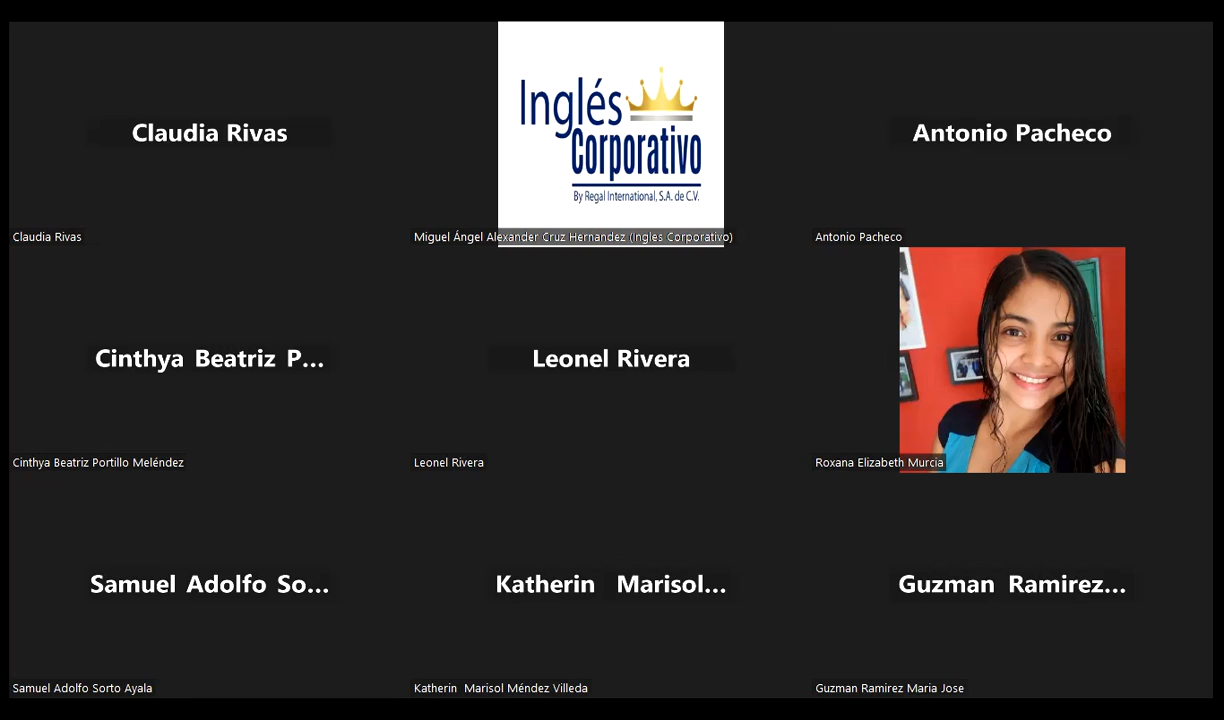 Claudia Rivas
Claudia Rivas
Inglés
Corporativo
By Regal International, S.A. de C.V.
Miguel Ángel Alexander Cruz Hernandez (Ingles Corporativo)
Antonio Pacheco
Antonio Pacheco
Cinthya Beatriz P...
Cinthya Beatriz Portillo Meléndez
Leonel Rivera
Leonel Rivera
Roxana Elizabeth Murcia
Samuel Adolfo So...
Samuel Adolfo Sorto Ayala
Katherin Marisol...
Katherin Marisol Méndez Villeda
Guzman Ramirez...
Guzman Ramirez Maria Jose